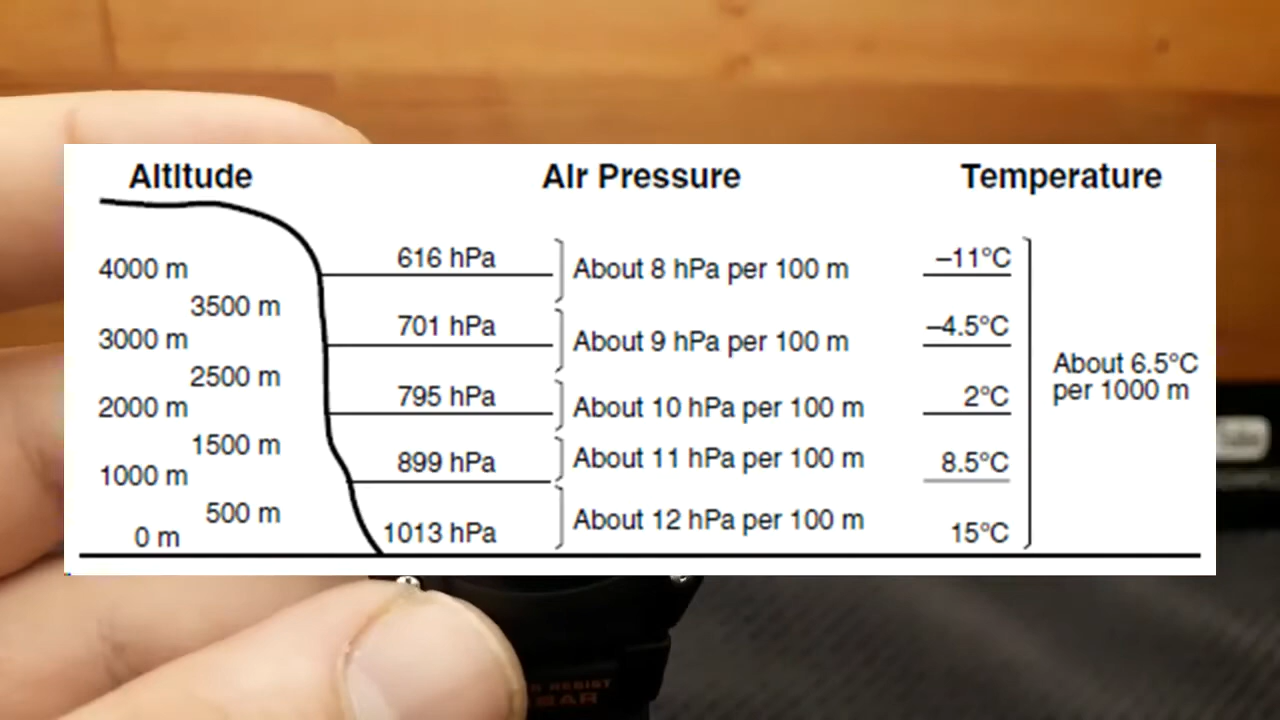 Altitude
Air Pressure
Temperature
4000 m
616 hPa
About 8 hPa per 100 m
–11°C
3500 m
3000 m
701 hPa
About 9 hPa per 100 m
–4.5°C
About 6.5°C
per 1000 m
2500 m
2000 m
795 hPa
About 10 hPa per 100 m
2°C
1500 m
1000 m
899 hPa
About 11 hPa per 100 m
8.5°C
500 m
0 m
1013 hPa
About 12 hPa per 100 m
15°C
RESIST